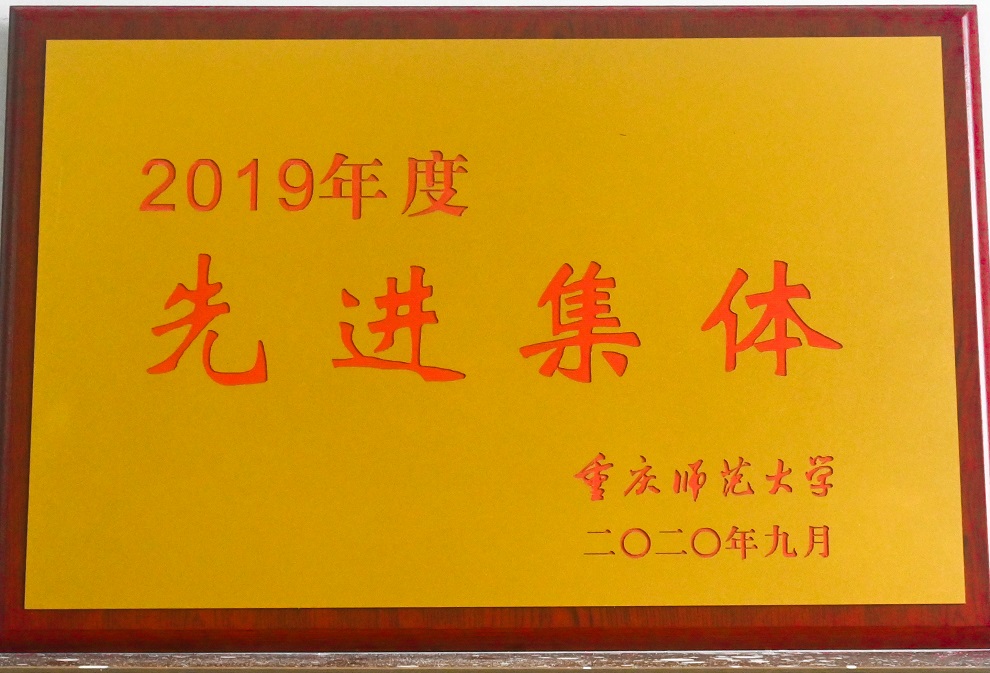 2019年度
先进集体
重庆师范大学
二〇二〇年九月